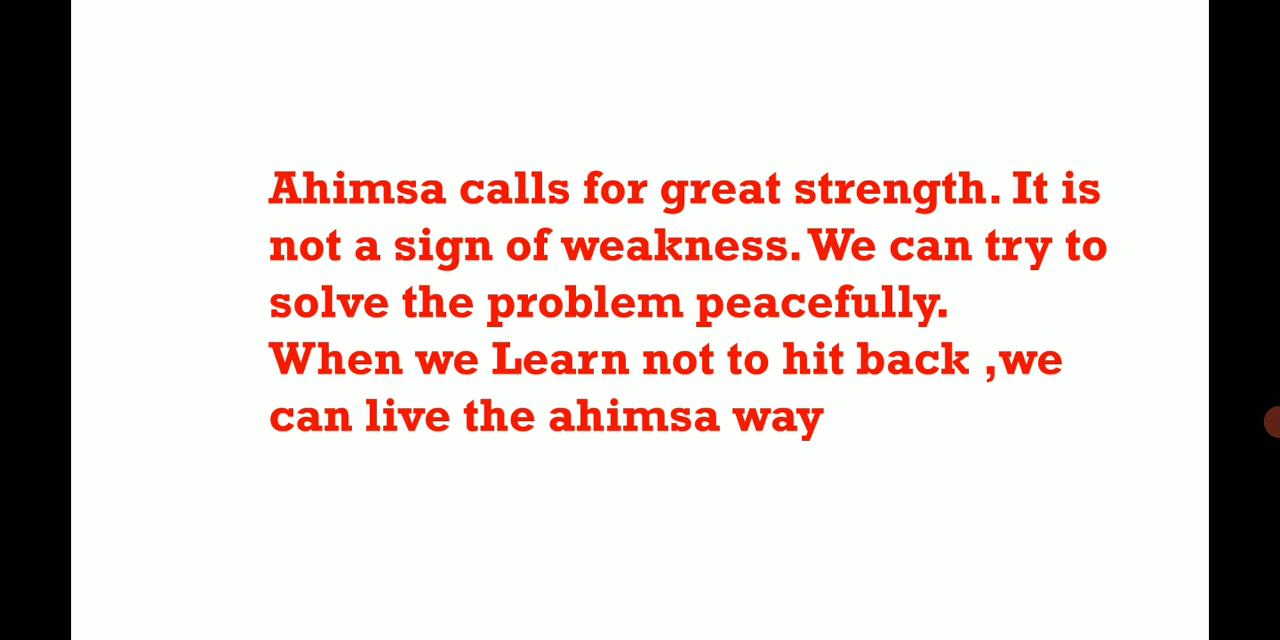 Ahimsa calls for great strength. It is
not a sign of weakness. We can try to
solve the problem peacefully.
When we Learn not to hit back ,we
can live the ahimsa way